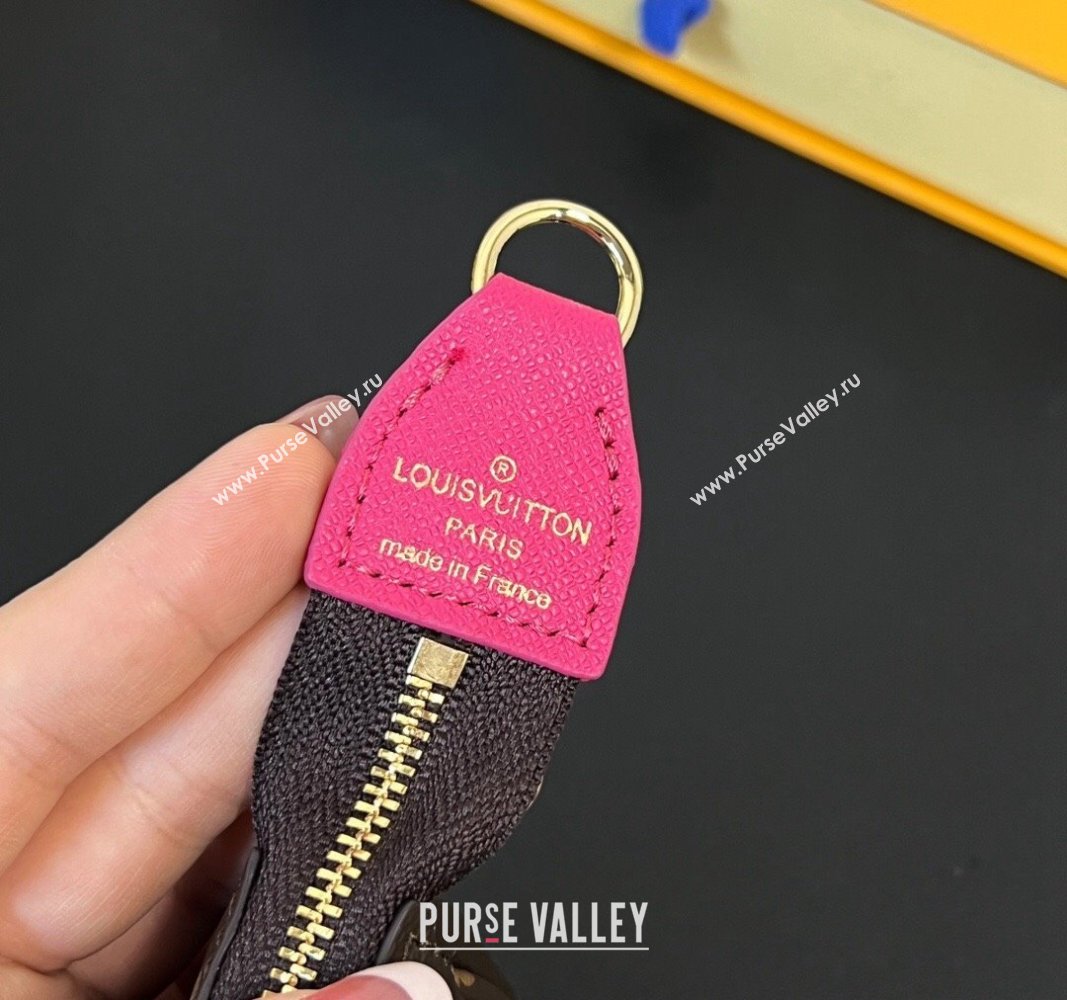 www.PurseValley.ru
www.PurseValley.ru
®
LOUISVUITTON
PARIS
made in France
PURSE VALLEY